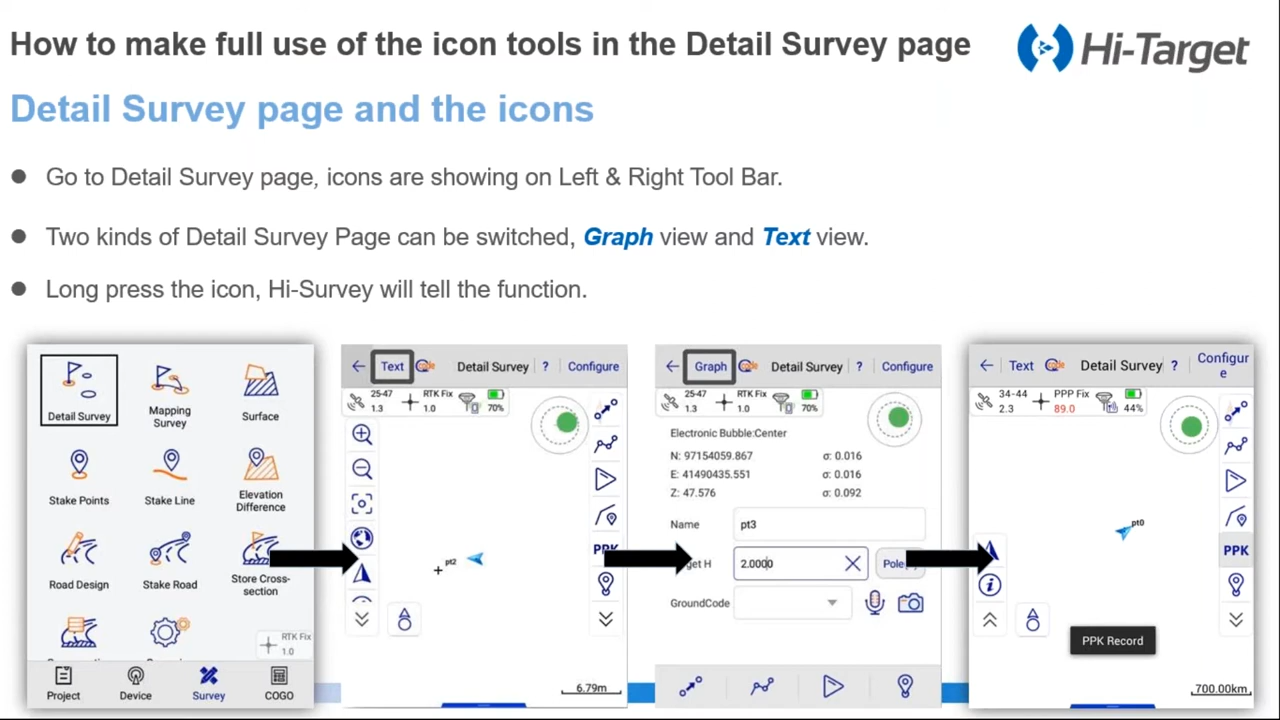 How to make full use of the icon tools in the Detail Survey page
Hi-Target
Detail Survey page and the icons
Go to Detail Survey page, icons are showing on Left & Right Tool Bar.
Two kinds of Detail Survey Page can be switched, Graph view and Text view.
Long press the icon, Hi-Survey will tell the function.
Detail Survey
Mapping
Survey
Surface
Stake Points
Stake Line
Elevation
Difference
Road Design
Stake Road
Store Cross-
section
RTK Fix
1.0
Project
Device
Survey
COGO
Text
Code
Detail Survey
?
Configure
25-47
1.3
RTK Fix
1.0
70%
PPK
pt2
6.79m
Graph
Code
Detail Survey
?
Configure
25-47
1.3
RTK Fix
1.0
70%
Electronic Bubble:Center
N: 97154059.867
σ: 0.016
E: 41490435.551
σ: 0.016
Z: 47.576
σ: 0.092
Name
pt3
get H
2.0000
Pole
GroundCode
Text
Code
Detail Survey
?
Configur
e
34-44
2.3
PPP Fix
89.0
44%
pt0
PPK
PPK Record
700.00km